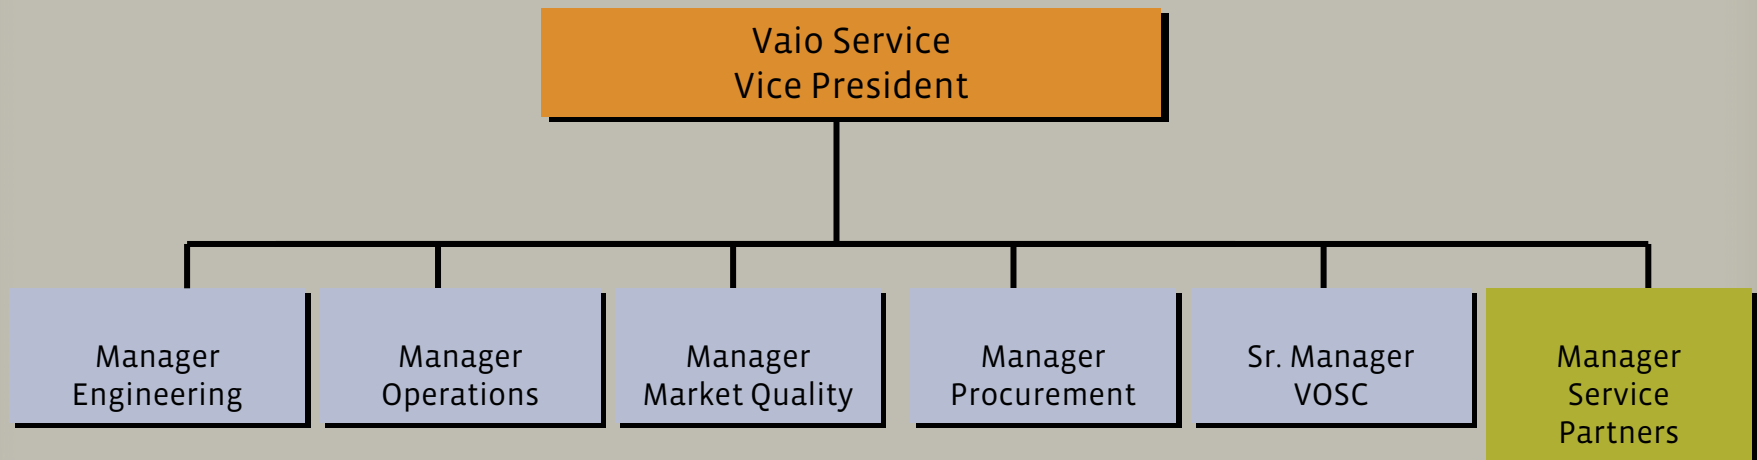 Vaio Service
Vice President
Manager
Engineering
Manager
Operations
Manager
Market Quality
Manager
Procurement
Sr. Manager
VOSC
Manager
Service
Partners